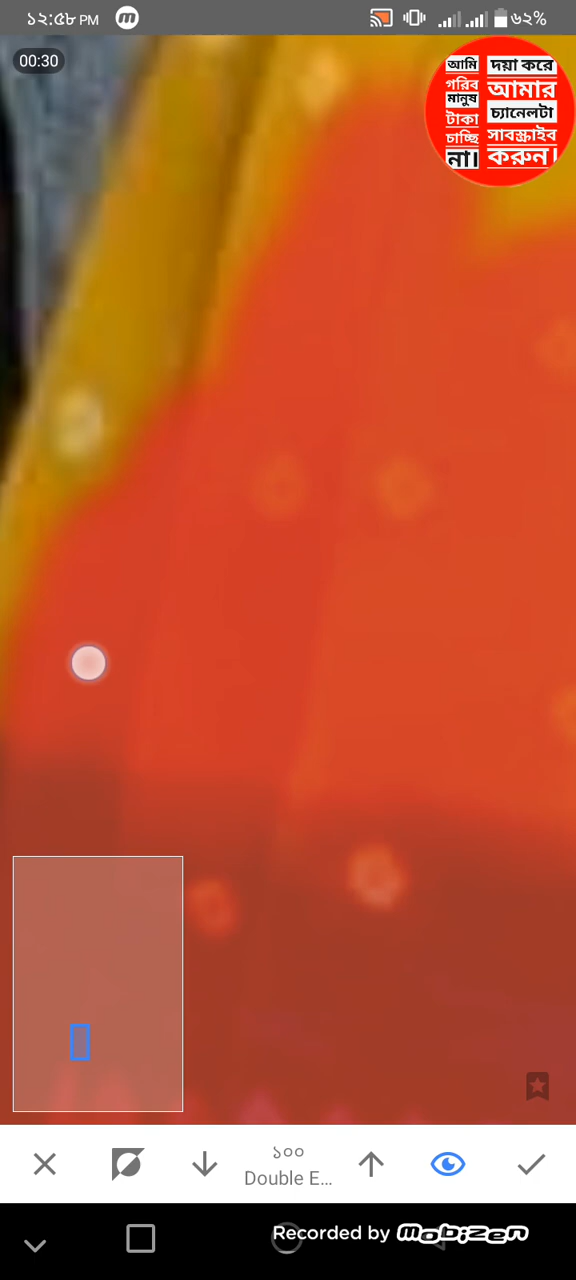 ১২:৫৮ PM
৬২%
00:30
আমি
গরিব
মানুষ
টাকা
চাচ্ছি
না।
দয়া করে
আমার
চ্যানেলটা
সাবস্ক্রাইব
করুন।
১০০
Double E...
Recorded by Mobizen